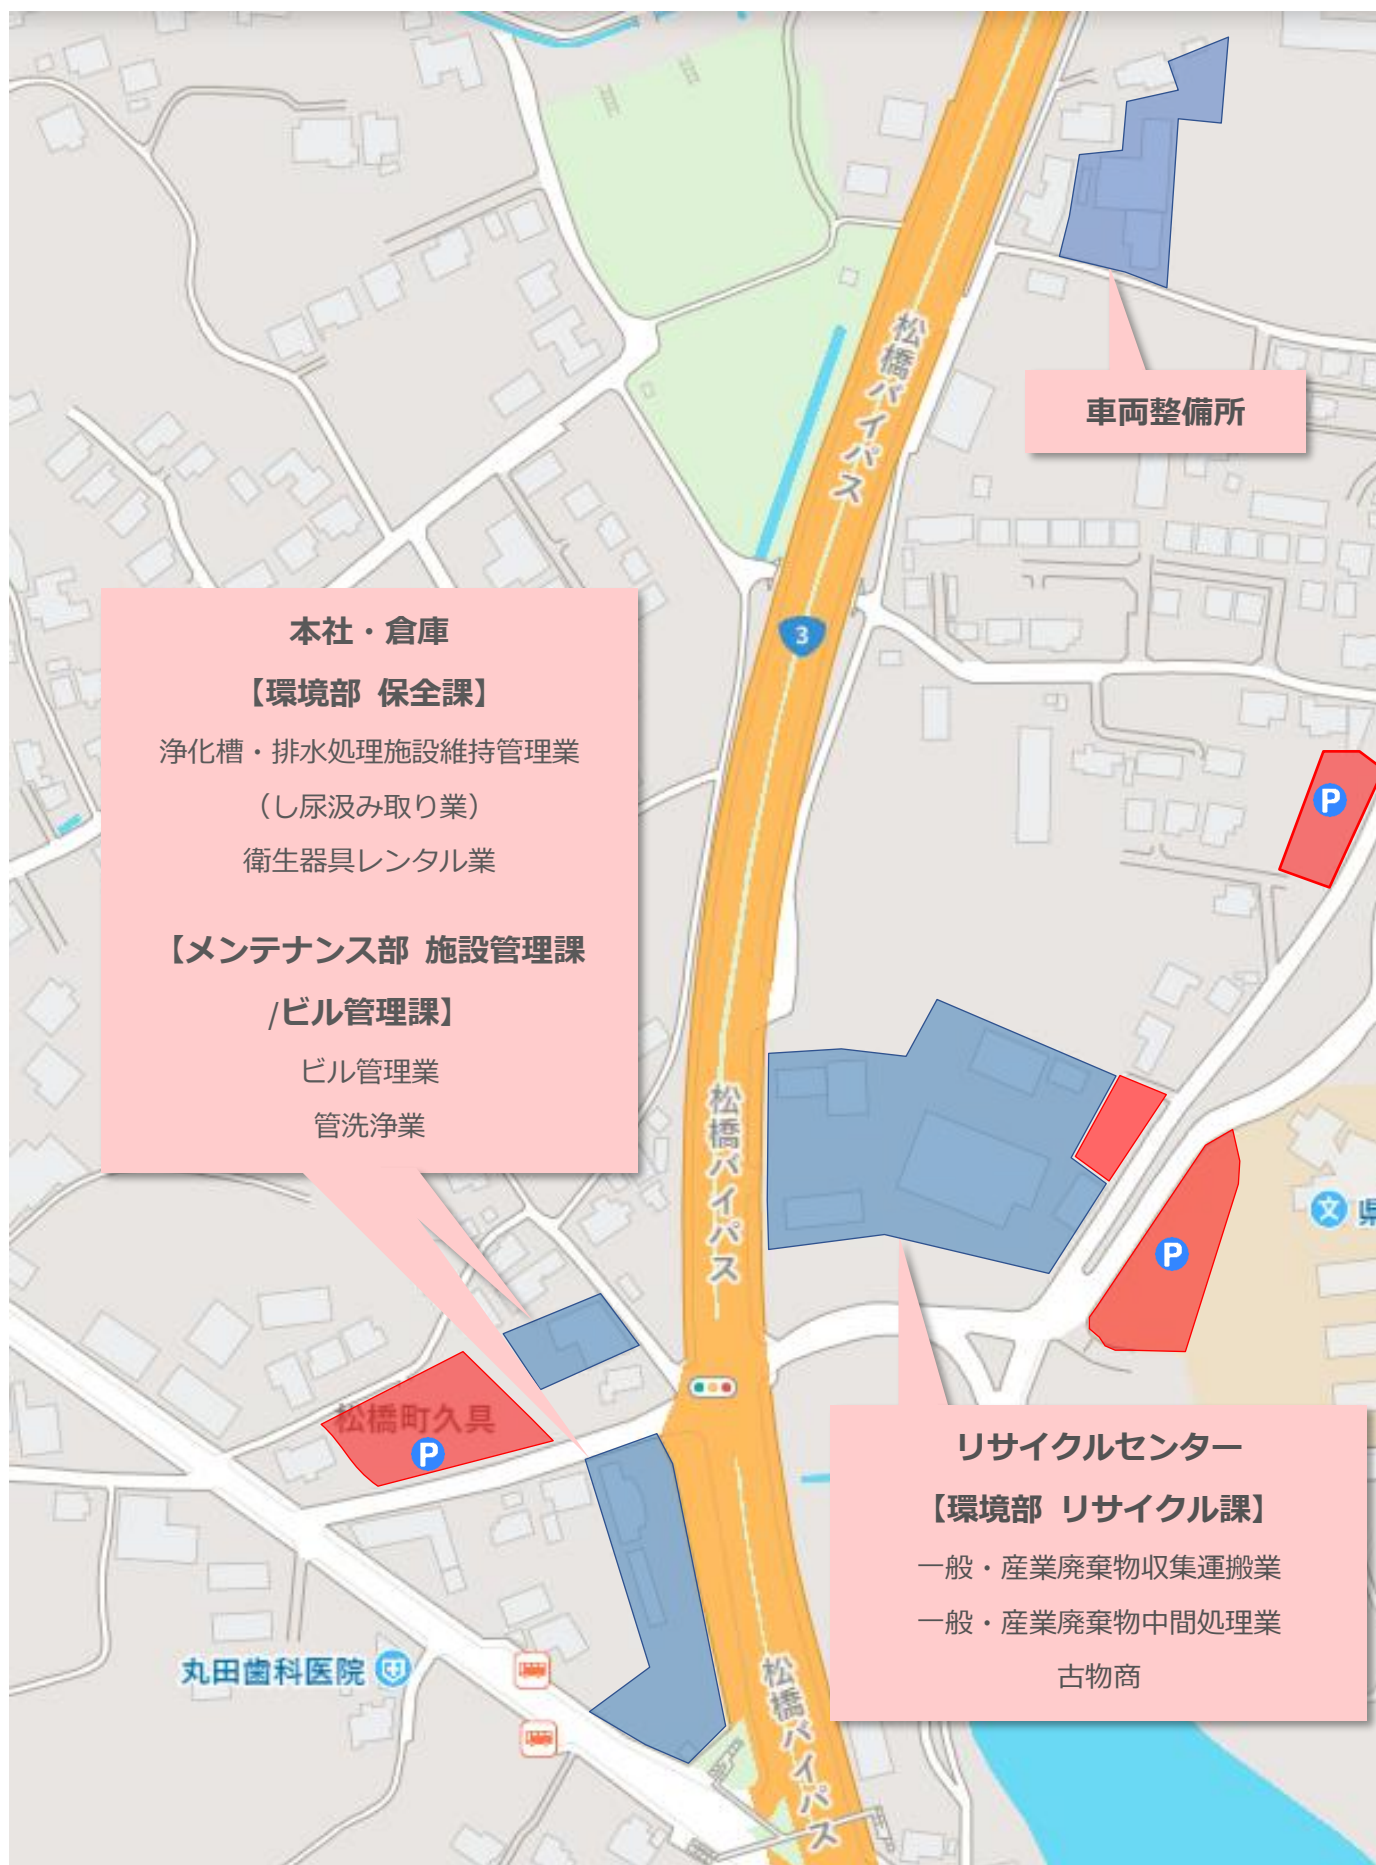 松橋バイパス
車両整備所
3
本社・倉庫
【環境部 保全課】
浄化槽・排水処理施設維持管理業
（し尿汲み取り業）
衛生器具レンタル業
【メンテナンス部 施設管理課
/ビル管理課】
ビル管理業
管洗浄業
P
松橋バイパス
文
県
P
松橋町久具
P
リサイクルセンター
【環境部 リサイクル課】
一般・産業廃棄物収集運搬業
一般・産業廃棄物中間処理業
古物商
丸田歯科医院
松橋バイパス